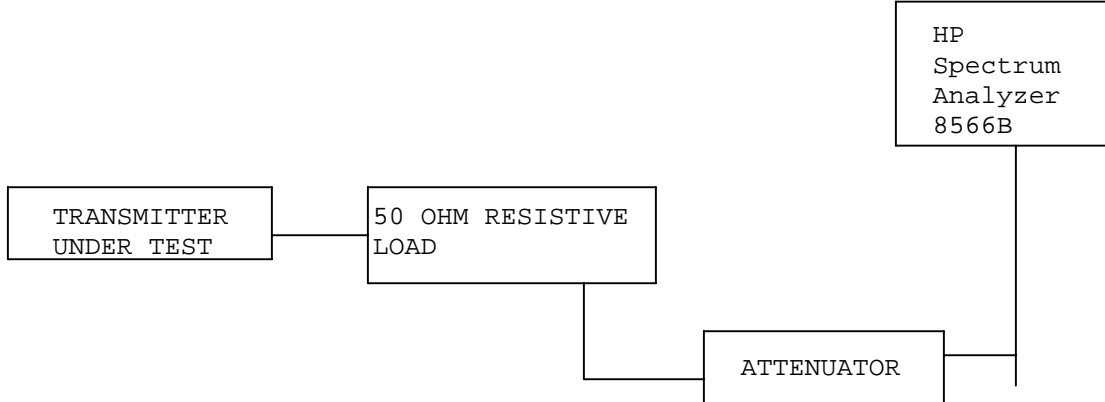 HP
Spectrum
Analyzer
8566B
TRANSMITTER
UNDER TEST
50 OHM RESISTIVE
LOAD
ATTENUATOR